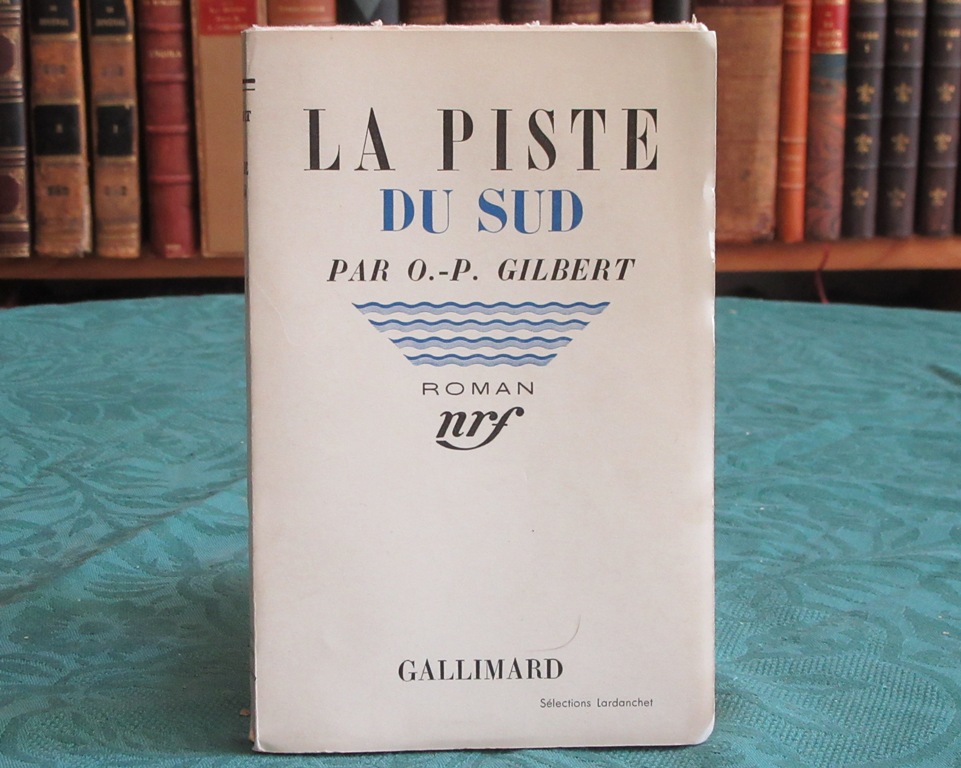 LA PISTE
DU SUD
PAR O.-P. GILBERT
ROMAN
nrf
GALLIMARD
Sélections Lardanchet